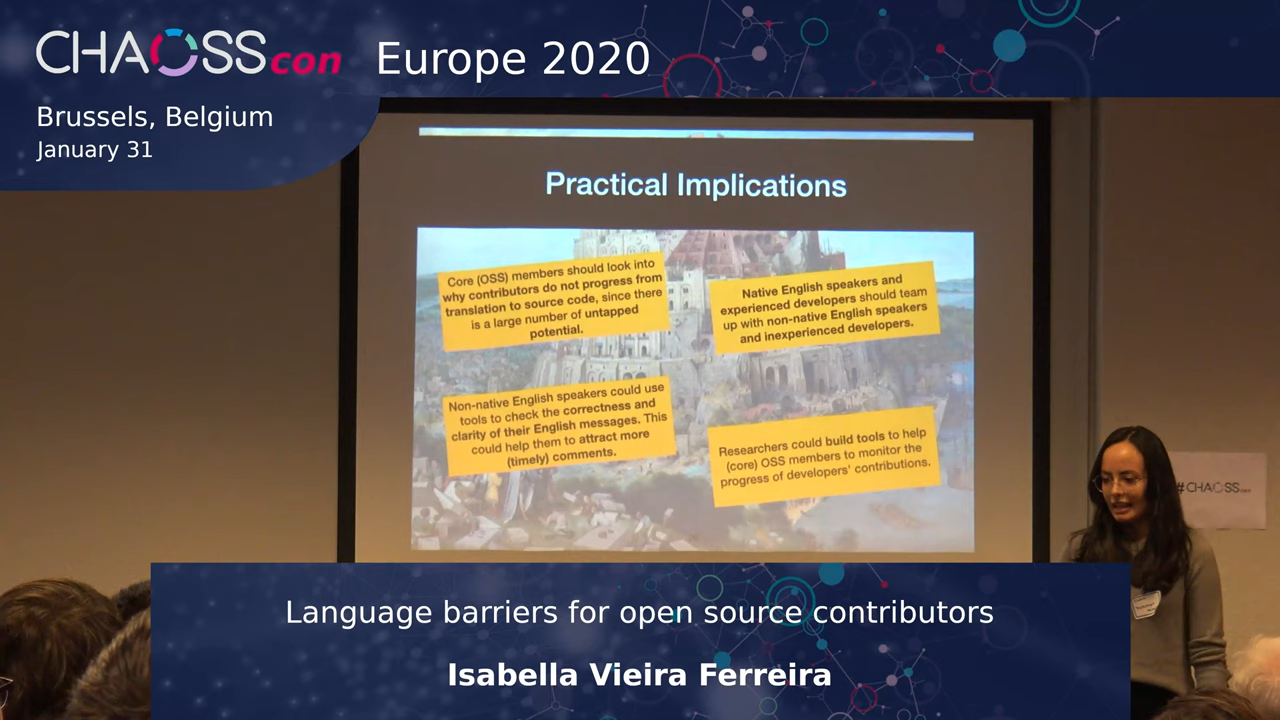 CHAOSScon Europe 2020
Brussels, Belgium
January 31
Practical Implications
Core (OSS) members should look into
why contributors do not progress from
translation to source code, since there
is a large number of untapped
potential.
Native English speakers and
experienced developers should team
up with non-native English speakers
and inexperienced developers.
Non-native English speakers could use
tools to check the correctness and
clarity of their English messages. This
could help them to attract more
(timely) comments.
Researchers could build tools to help
(core) OSS members to monitor the
progress of developers' contributions.
#CHAOSScon
Language barriers for open source contributors
Isabella Vieira Ferreira